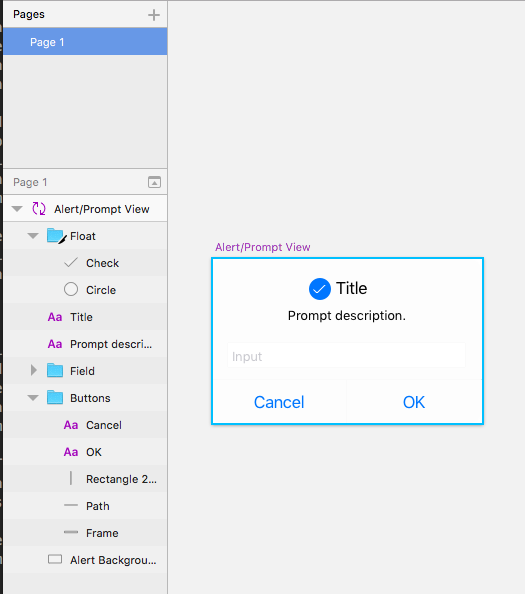 Pages
Page 1
Page 1
Alert/Prompt View
Float
Check
Circle
Aa Title
Aa Prompt descri...
Field
Buttons
Aa Cancel
Aa OK
Rectangle 2...
Path
Frame
Alert Backgrou...
Alert/Prompt View
Title
Prompt description.
Input
Cancel OK